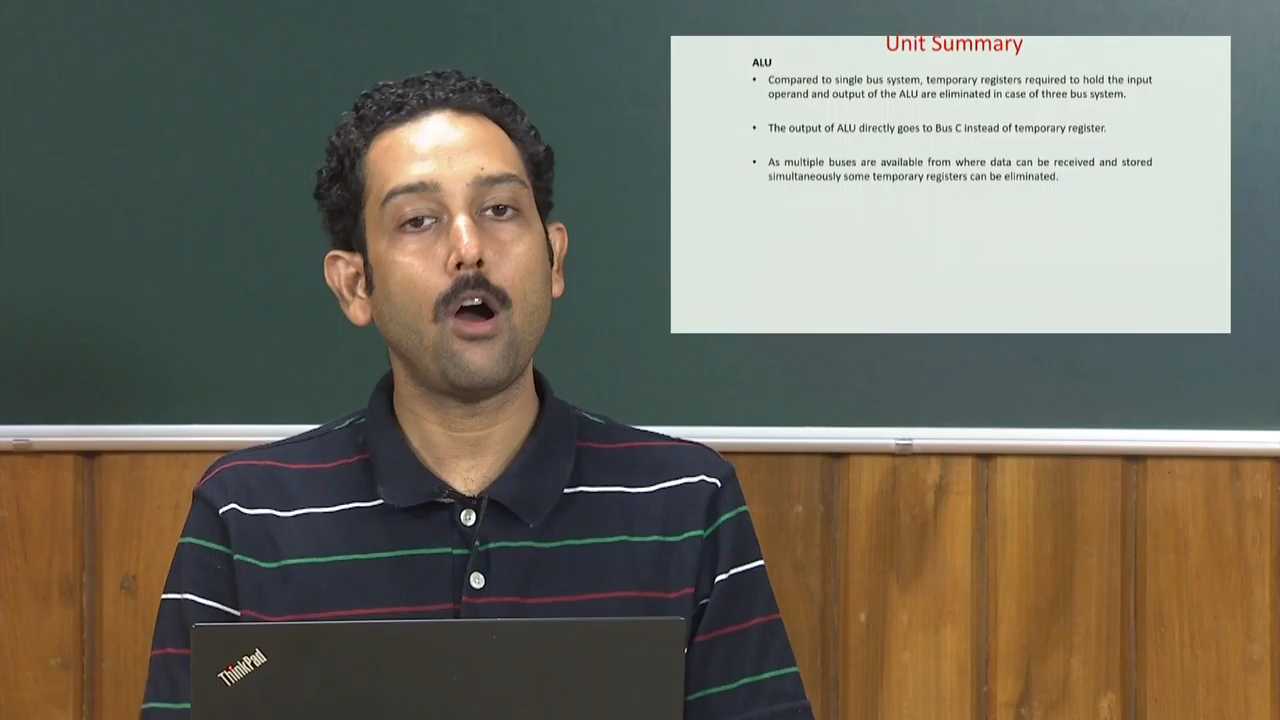 Unit Summary
ALU
• Compared to single bus system, temporary registers required to hold the input
operand and output of the ALU are eliminated in case of three bus system.
• The output of ALU directly goes to Bus C instead of temporary register.
• As multiple buses are available from where data can be received and stored
simultaneously some temporary registers can be eliminated.
ThinkPad